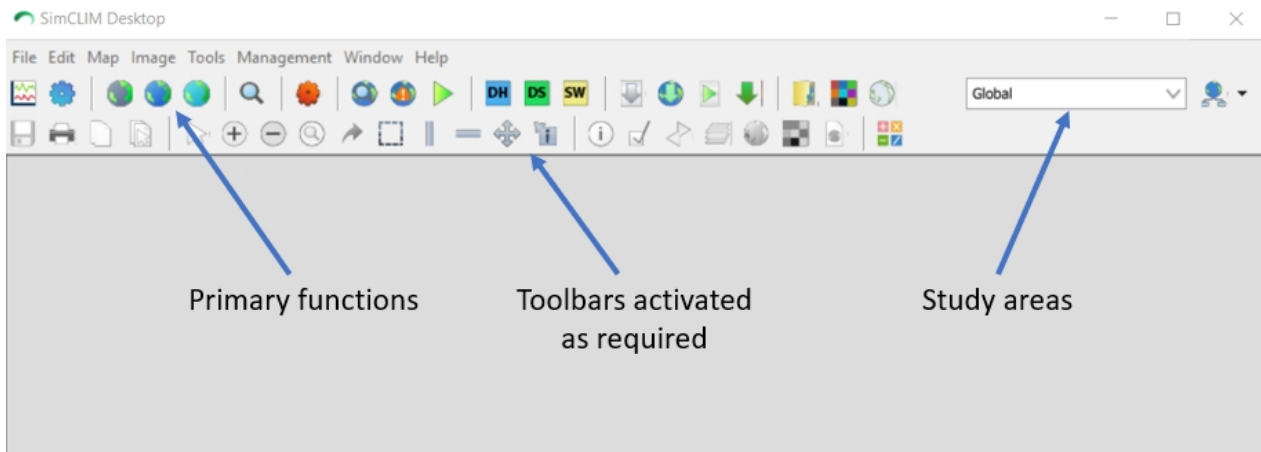 SimCLIM Desktop
File Edit Map Image Tools Management Window Help
DH DS SW Global
Primary functions
Toolbars activated
as required
Study areas